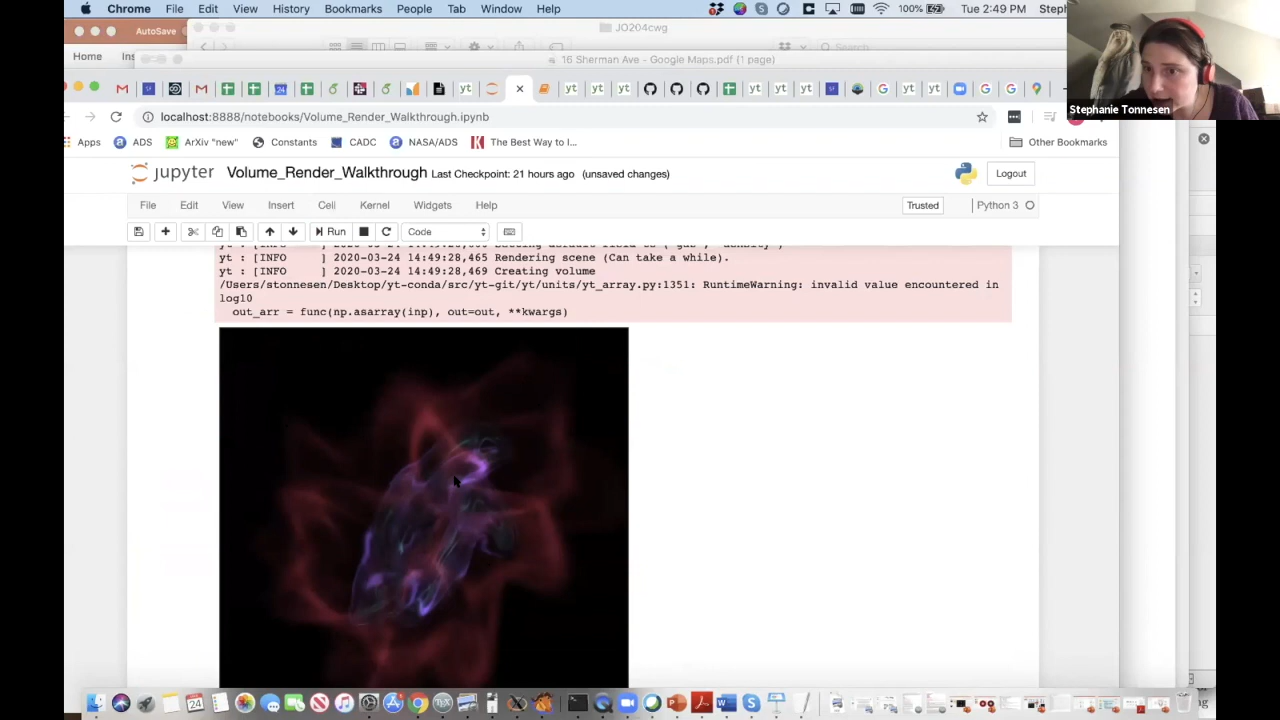 Chrome File Edit View History Bookmarks People Tab Window Help 100% Tue 2:49 PM Steph
AutoSave
JO204cwg
Home
Search
16 Sherman Ave - Google Maps.pdf (1 page)
Stephanie Tonnesen
localhost:8888/notebooks/Volume_Render_Walkthrough.ipynb
Apps ADS ArXiv "new" Constants CADC NASA/ADS The Best Way to I... Other Bookmarks
jupyter Volume_Render_Walkthrough Last Checkpoint: 21 hours ago (unsaved changes) Logout
File Edit View Insert Cell Kernel Widgets Help Trusted Python 3
Run Code
yt : [INFO ] 2020-03-24 14:49:28,465 Rendering scene (Can take a while).
yt : [INFO ] 2020-03-24 14:49:28,469 Creating volume
/Users/stonnesen/Desktop/yt-conda/src/yt-git/yt/units/yt_array.py:1351: RuntimeWarning: invalid value encountered in
log10
out_arr = func(np.asarray(inp), out=out, **kwargs)